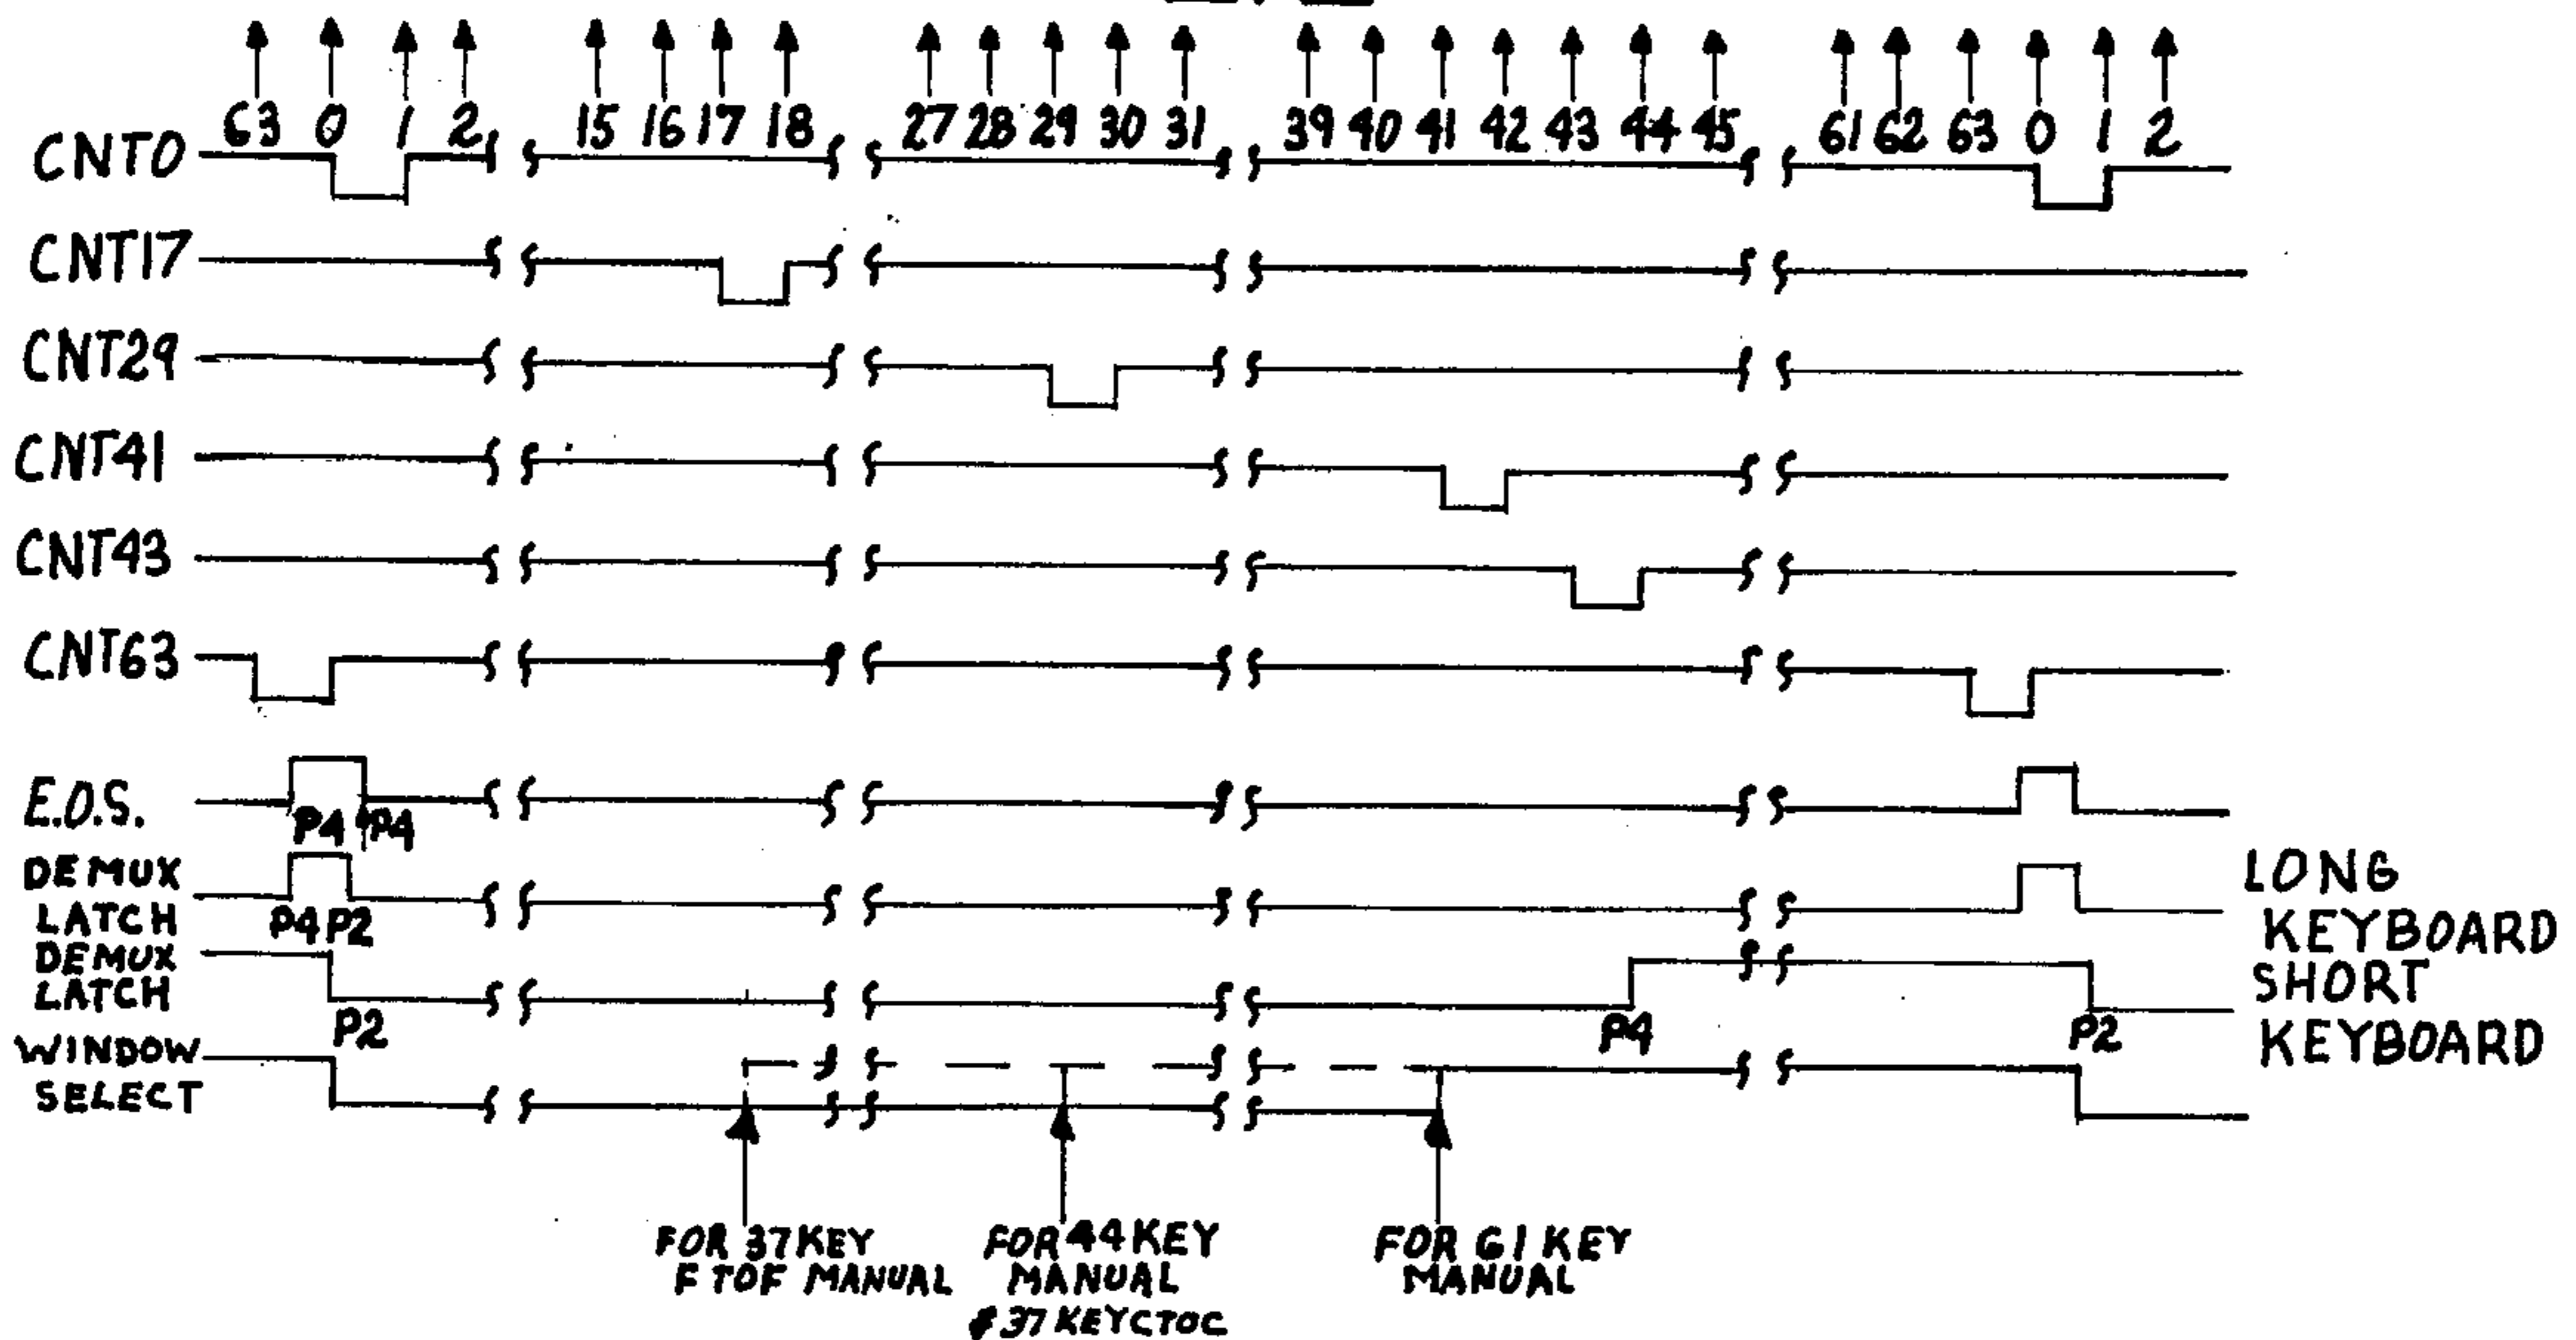 63 0 1 2 15 16 17 18 27 28 29 30 31 39 40 41 42 43 44 45 61 62 63 0 1 2
CNT0
CNT17
CNT29
CNT41
CNT43
CNT63
E.O.S.
P4 P4
DEMUX
LATCH
P4 P2
LONG
KEYBOARD
DEMUX
LATCH
P2
P4
P2
SHORT
KEYBOARD
WINDOW
SELECT
FOR 37 KEY
F TO F MANUAL
FOR 44 KEY
MANUAL
37 KEY C TO C
FOR 61 KEY
MANUAL